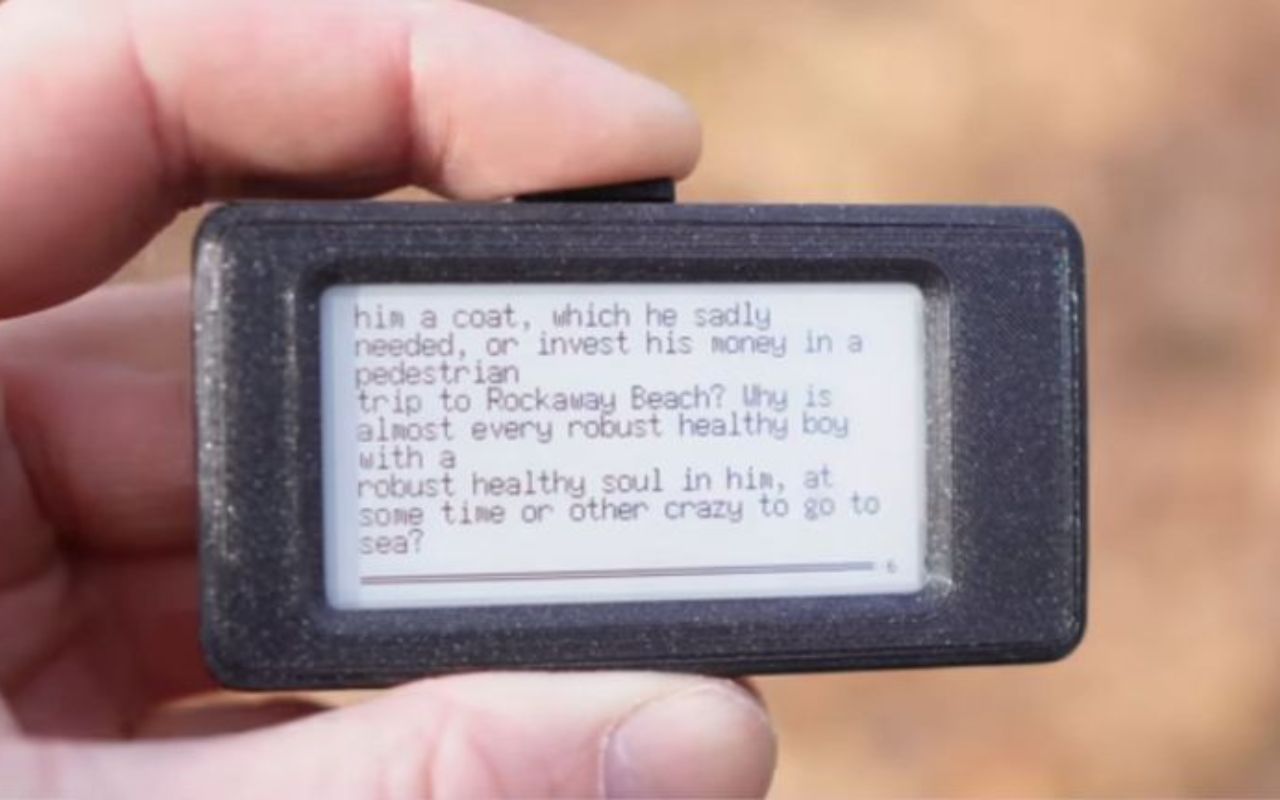 him a coat, which he sadly
needed, or invest his money in a
pedestrian
trip to Rockaway Beach? Why is
almost every robust healthy boy
with a
robust healthy soul in him, at
some time or other crazy to go to
sea?
6